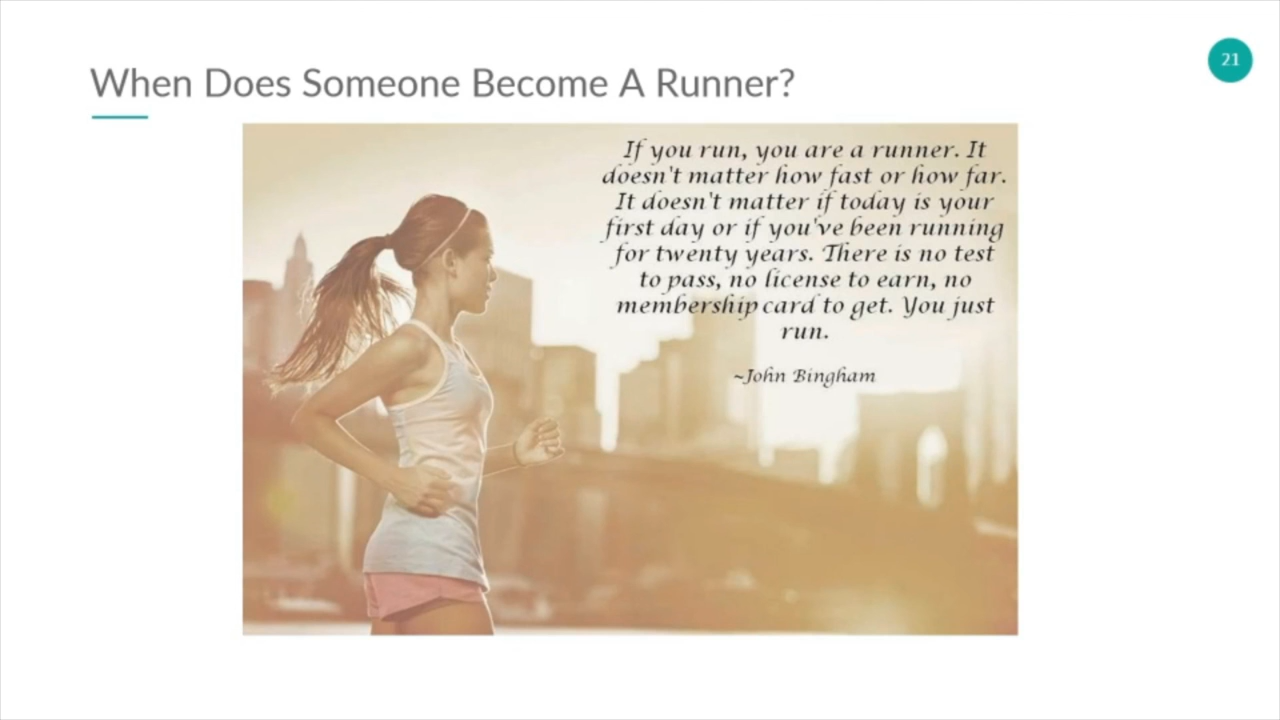 When Does Someone Become A Runner?
21
If you run, you are a runner. It
doesn't matter how fast or how far.
It doesn't matter if today is your
first day or if you've been running
for twenty years. There is no test
to pass, no license to earn, no
membership card to get. You just
run.
~John Bingham